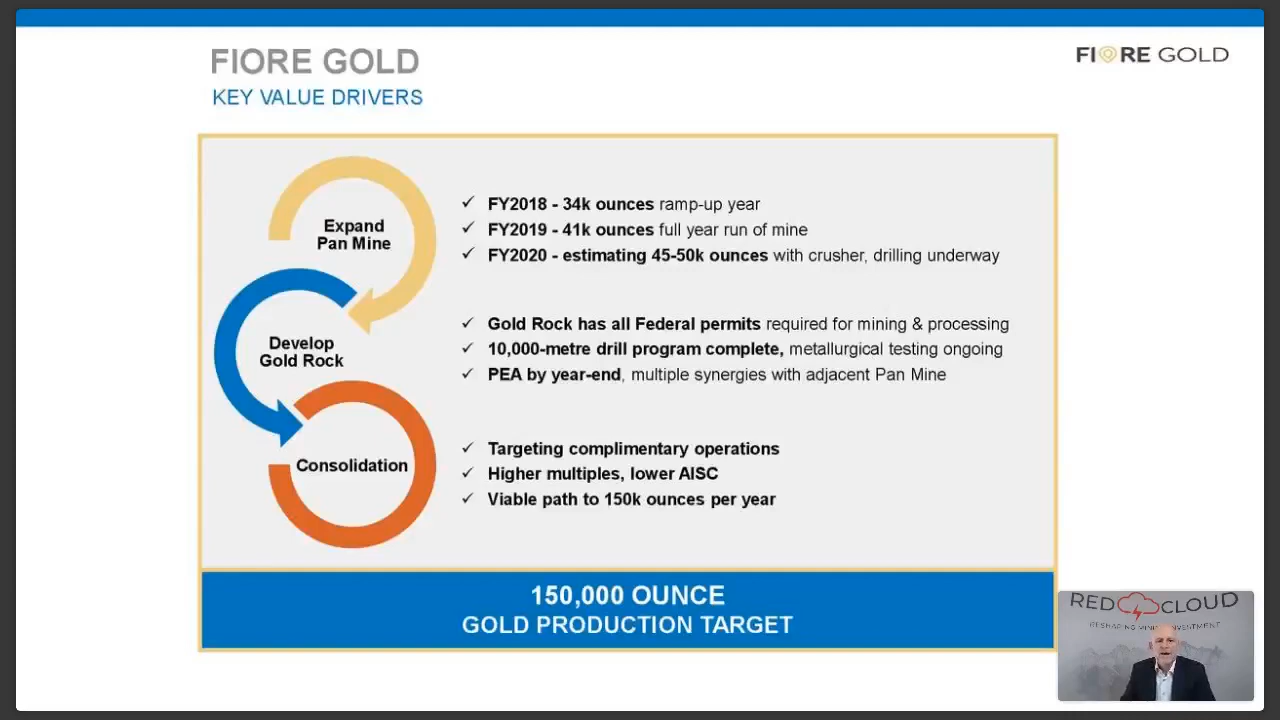 FIORE GOLD
KEY VALUE DRIVERS
FIORE GOLD
Expand
Pan Mine
✓ FY2018 - 34k ounces ramp-up year
✓ FY2019 - 41k ounces full year run of mine
✓ FY2020 - estimating 45-50k ounces with crusher, drilling underway
Develop
Gold Rock
✓ Gold Rock has all Federal permits required for mining & processing
✓ 10,000-metre drill program complete, metallurgical testing ongoing
✓ PEA by year-end, multiple synergies with adjacent Pan Mine
Consolidation
✓ Targeting complimentary operations
✓ Higher multiples, lower AISC
✓ Viable path to 150k ounces per year
150,000 OUNCE
GOLD PRODUCTION TARGET
RED CLOUD